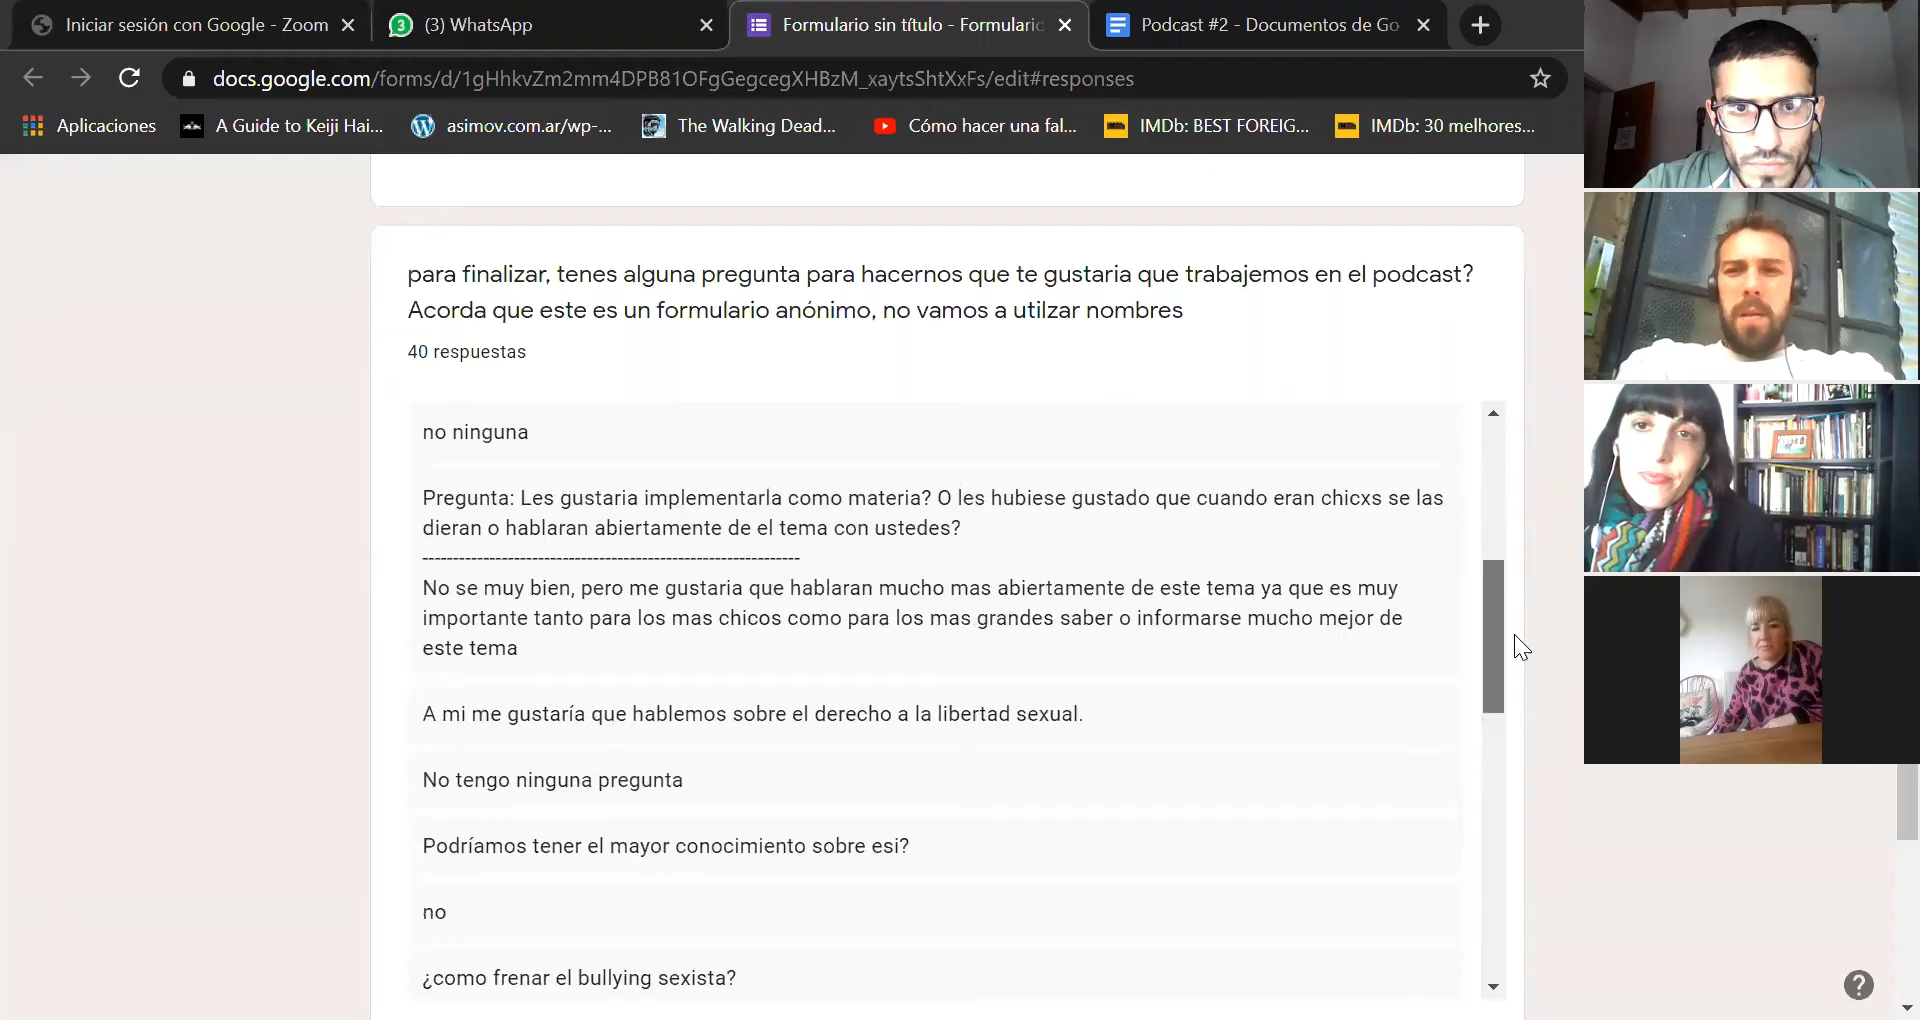 Iniciar sesión con Google - Zoom
(3) WhatsApp
Formulario sin título - Formulario
Podcast #2 - Documentos de Go
docs.google.com/forms/d/1gHhkvZm2mm4DPB81OFgGegcegXHBzM_xaytsShtXxFs/edit#responses
Aplicaciones
A Guide to Keiji Hai...
asimov.com.ar/wp-...
The Walking Dead...
Cómo hacer una fal...
IMDb: BEST FOREIG...
IMDb: 30 melhores...
para finalizar, tenes alguna pregunta para hacernos que te gustaria que trabajemos en el podcast?
Acorda que este es un formulario anónimo, no vamos a utilzar nombres
40 respuestas
no ninguna
Pregunta: Les gustaria implementarla como materia? O les hubiese gustado que cuando eran chicxs se las
dieran o hablaran abiertamente de el tema con ustedes?
---------------------------------------------------------------
No se muy bien, pero me gustaria que hablaran mucho mas abiertamente de este tema ya que es muy
importante tanto para los mas chicos como para los mas grandes saber o informarse mucho mejor de
este tema
A mi me gustaría que hablemos sobre el derecho a la libertad sexual.
No tengo ninguna pregunta
Podríamos tener el mayor conocimiento sobre esi?
no
¿como frenar el bullying sexista?